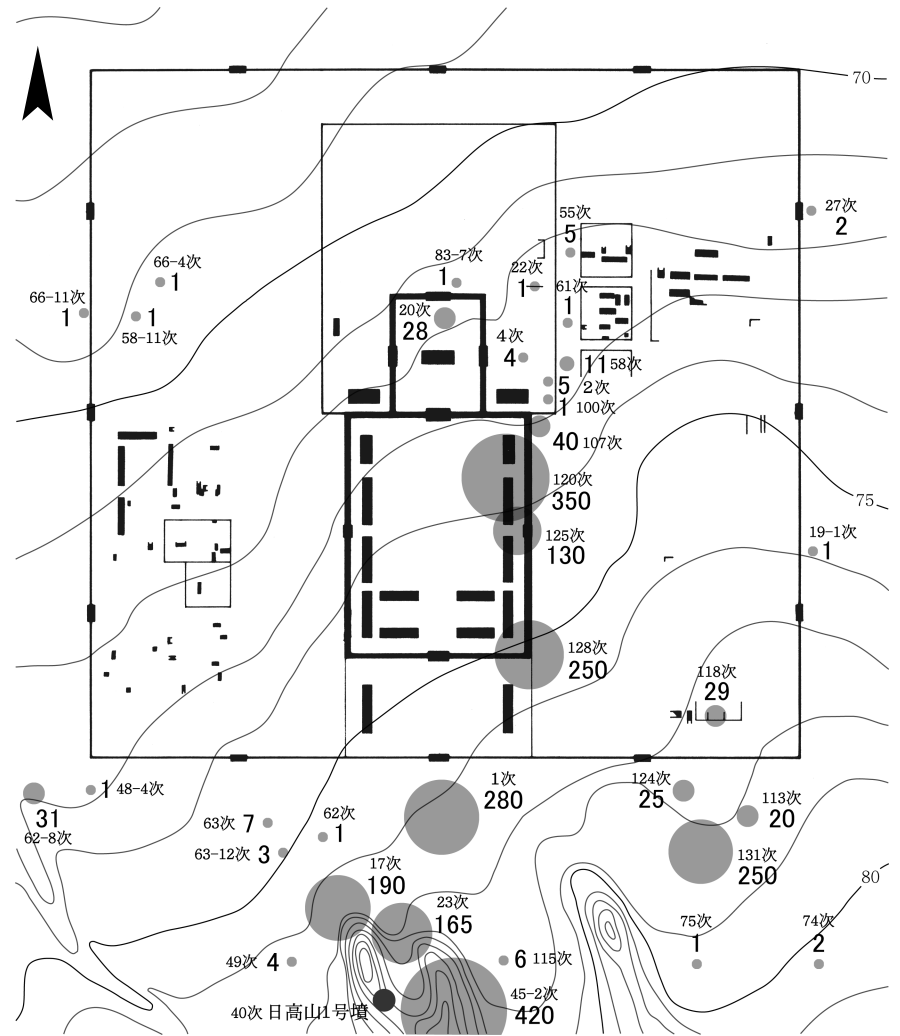 70
27次
2
55次
5
66-4次
1
83-7次
1
22次
1
61次
1
66-11次
1
1
58-11次
20次
28
4次
4
11 58次
5 2次
1 100次
40 107次
120次
350
75
125次
130
19-1次
1
128次
250
118次
29
1次
280
124次
25
113次
20
1 48-4次
31
62-8次
63次 7
62次
1
63-12次 3
131次
250
17次
190
80
23次
165
75次
1
74次
2
49次 4
6 115次
45-2次
420
40次 日高山1号墳